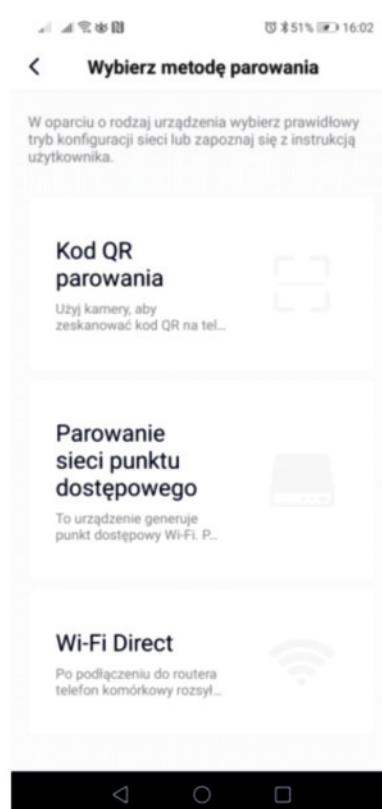 51% 16:02
Wybierz metodę parowania
W oparciu o rodzaj urządzenia wybierz prawidłowy
tryb konfiguracji sieci lub zapoznaj się z instrukcją
użytkownika.
Kod QR
parowania
Użyj kamery, aby
zeskanować kod QR na tel...
Parowanie
sieci punktu
dostępowego
To urządzenie generuje
punkt dostępowy Wi-Fi. P...
Wi-Fi Direct
Po podłączeniu do routera
telefon komórkowy rozsył...